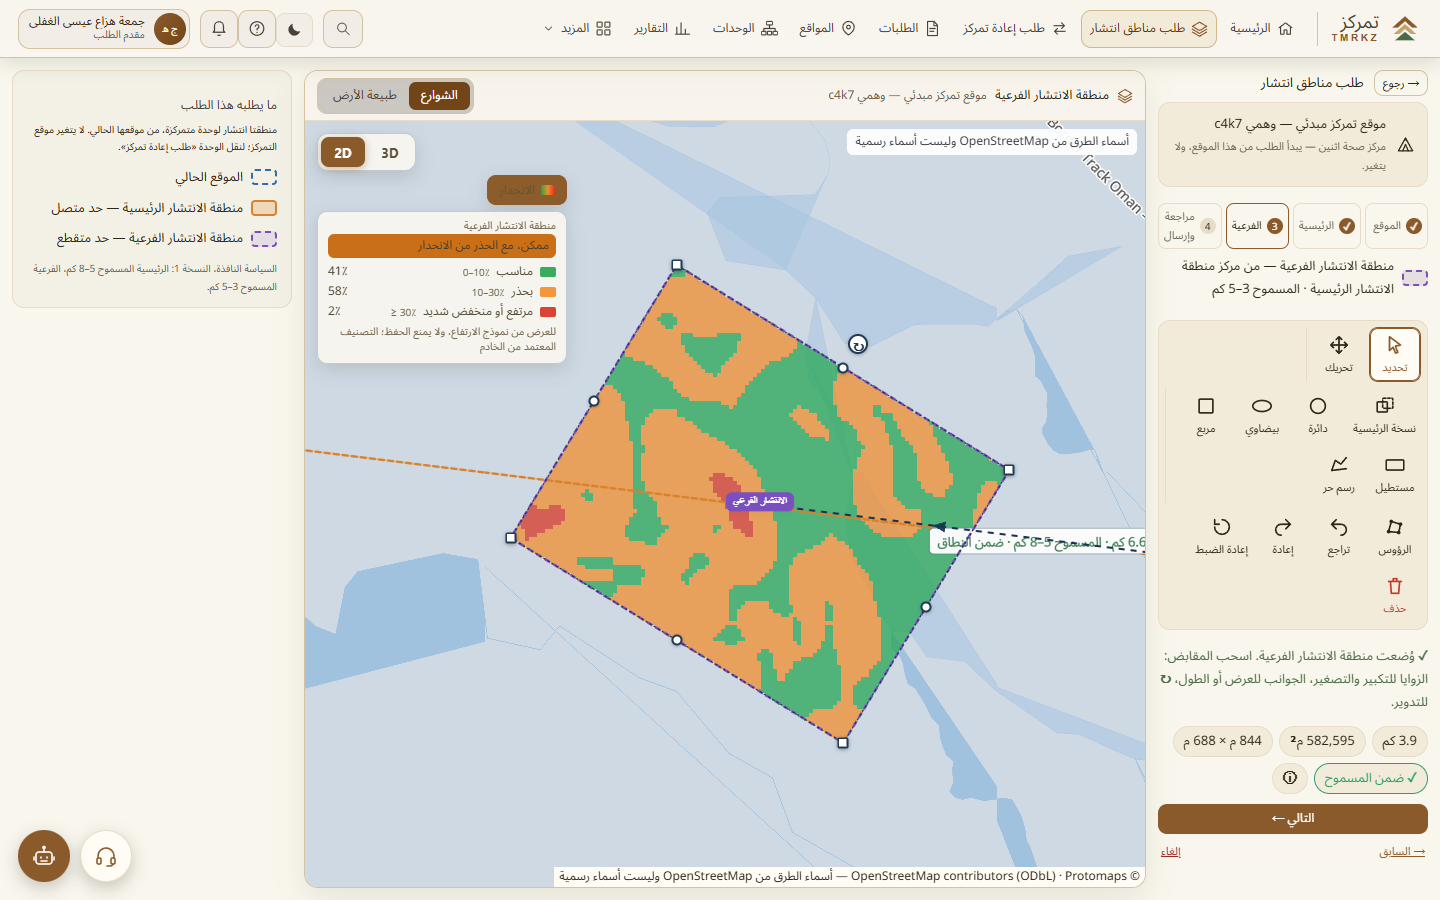 تمركز
TMRKZ
الرئيسية
طلب مناطق انتشار
طلب إعادة تمركز
الطلبات
المواقع
الوحدات
التقارير
المزيد
جمعة هزاع عيسى الغفلي
مقدم الطلب
ج ه
→ رجوع
طلب مناطق انتشار
موقع تمركز مبدئي — وهمي c4k7
مركز صحة اثنين — يبدأ الطلب من هذا الموقع، ولا يتغير.
الموقع
الرئيسية
3 الفرعية
4 مراجعة وإرسال
منطقة الانتشار الفرعية — من مركز منطقة
الانتشار الرئيسية · المسموح 3–5 كم
تحديد
تحريك
نسخة الرئيسية
دائرة
بيضاوي
مربع
مستطيل
رسم حر
الرؤوس
تراجع
إعادة
إعادة الضبط
حذف
✓ وُضعت منطقة الانتشار الفرعية. اسحب المقابض:
الزوايا للتكبير والتصغير، الجوانب للعرض أو الطول، ↻
للتدوير.
3.9 كم
582,595 م²
844 م × 688 م
✓ ضمن المسموح
التالي ←
→ السابق
إلغاء
منطقة الانتشار الفرعية
موقع تمركز مبدئي — وهمي c4k7
الشوارع
طبيعة الأرض
أسماء الطرق من OpenStreetMap وليست أسماء رسمية
Track Oman
2D
3D
الانحدار
منطقة الانتشار الفرعية
ممكن، مع الحذر من الانحدار
مناسب 0–10٪ 41٪
بحذر 10–30٪ 58٪
مرتفع أو منخفض شديد ≥ 30٪ 2٪
للعرض من نموذج الارتفاع، ولا يمنع الحفظ؛ التصنيف
المعتمد من الخادم
الانتشار الفرعي
6.6 كم · المسموح 5–8 كم · ضمن النطاق
© OpenStreetMap contributors (ODbL) · Protomaps — أسماء الطرق من OpenStreetMap وليست أسماء رسمية
ما يطلبه هذا الطلب
منطقتا انتشار لوحدة متمركزة، من موقعها الحالي. لا يتغير موقع
التمركز؛ لنقل الوحدة «طلب إعادة تمركز».
الموقع الحالي
منطقة الانتشار الرئيسية — حد متصل
منطقة الانتشار الفرعية — حد متقطع
السياسة النافذة، النسخة 1: الرئيسية المسموح 5–8 كم، الفرعية
المسموح 3–5 كم.